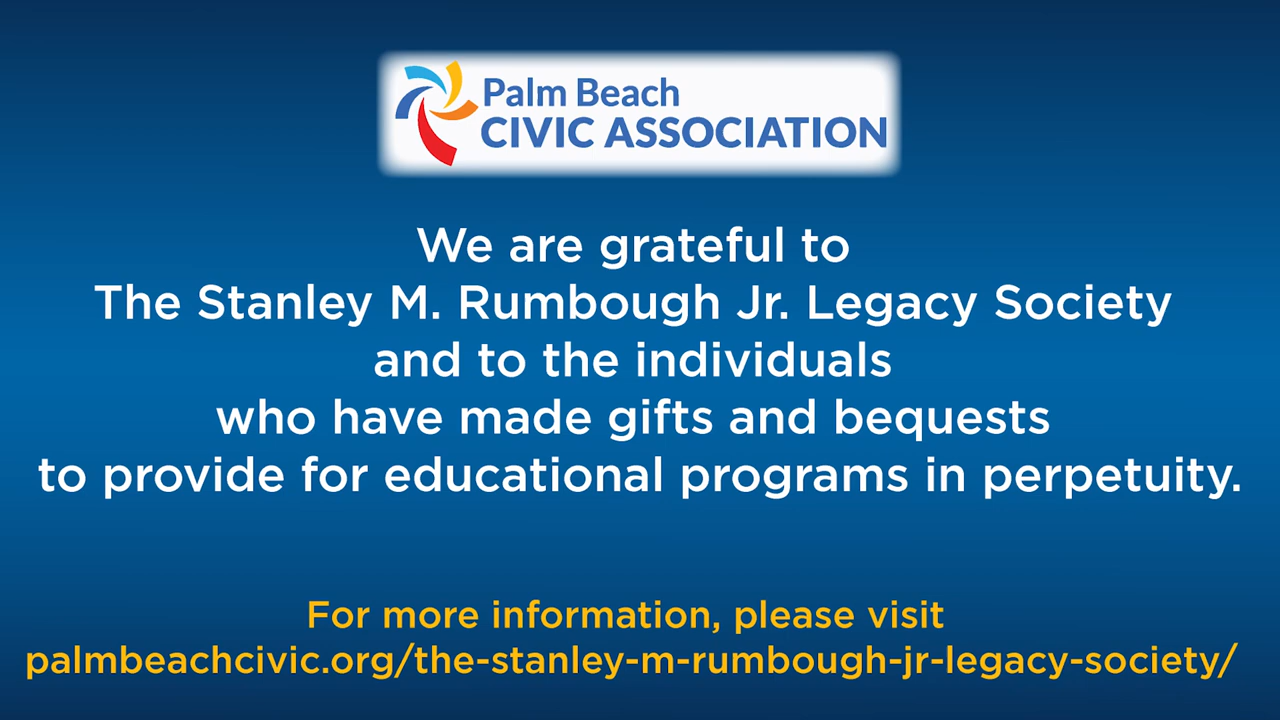 Palm Beach
CIVIC ASSOCIATION
We are grateful to
The Stanley M. Rumbough Jr. Legacy Society
and to the individuals
who have made gifts and bequests
to provide for educational programs in perpetuity.
For more information, please visit
palmbeachcivic.org/the-stanley-m-rumbough-jr-legacy-society/